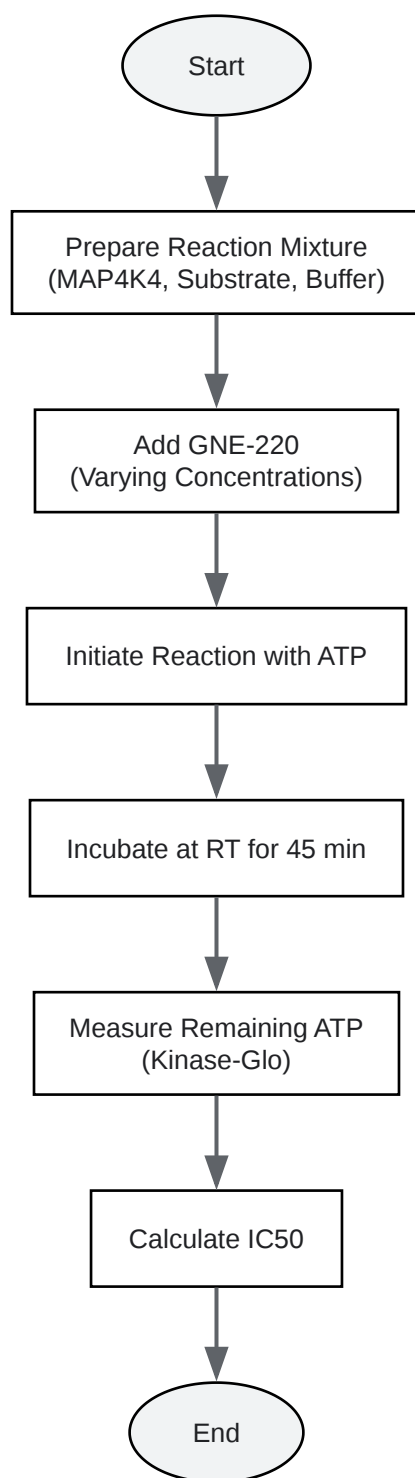 Start
Prepare Reaction Mixture
(MAP4K4, Substrate, Buffer)
Add GNE-220
(Varying Concentrations)
Initiate Reaction with ATP
Incubate at RT for 45 min
Measure Remaining ATP
(Kinase-Glo)
Calculate IC50
End